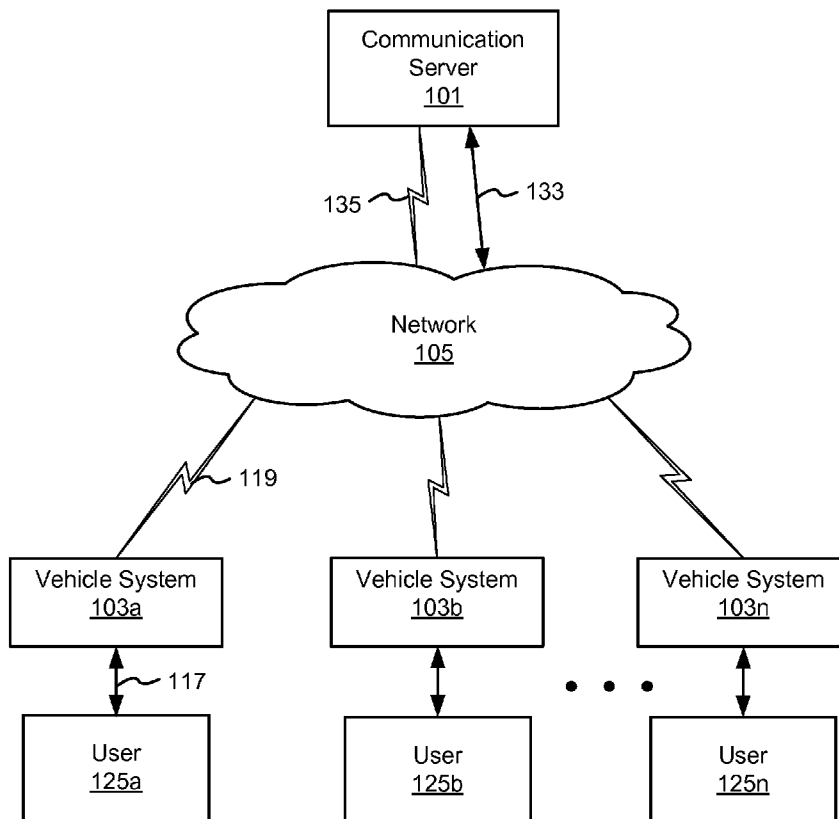 Communication
Server
101
135
133
Network
105
119
Vehicle System
103a
Vehicle System
103b
Vehicle System
103n
117
User
125a
User
125b
User
125n